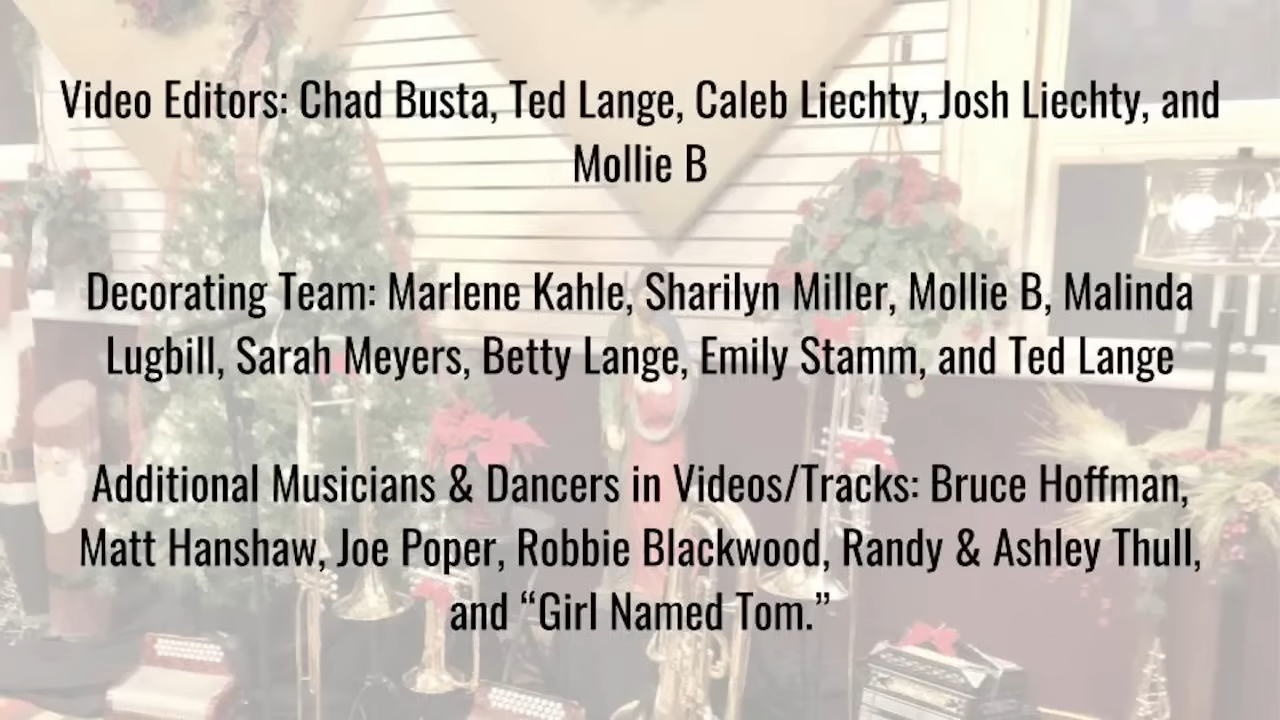 Video Editors: Chad Busta, Ted Lange, Caleb Liechty, Josh Liechty, and
Mollie B
Decorating Team: Marlene Kahle, Sharilyn Miller, Mollie B, Malinda
Lugbill, Sarah Meyers, Betty Lange, Emily Stamm, and Ted Lange
Additional Musicians & Dancers in Videos/Tracks: Bruce Hoffman,
Matt Hanshaw, Joe Poper, Robbie Blackwood, Randy & Ashley Thull,
and “Girl Named Tom.”